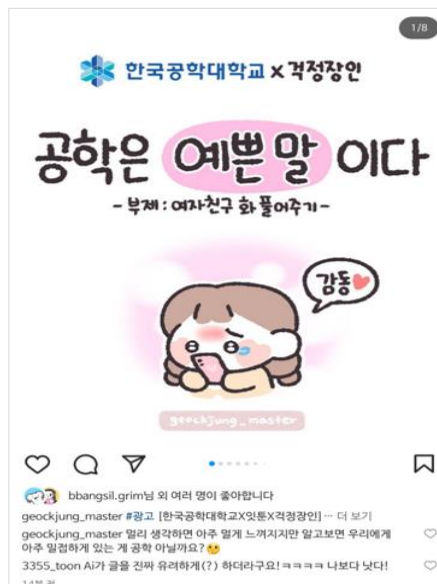 1/8
한국공학대학교 x 걱정장인
공학은 예쁜 말 이다
- 부제 : 여자친구 화 풀어주기 -
감동
geockjung_master
bbangsil.grim님 외 여러 명이 좋아합니다
geockjung_master #광고 [한국공학대학교X잇툰X걱정장인]··· 더 보기
geockjung_master 멀리 생각하면 아주 멀게 느껴지지만 알고보면 우리에게
아주 밀접하게 있는 게 공학 아닐까요?
3355_toon Ai가 글을 진짜 유려하게(?) 하더라구요! ㅋㅋㅋㅋ 나보다 낫다!